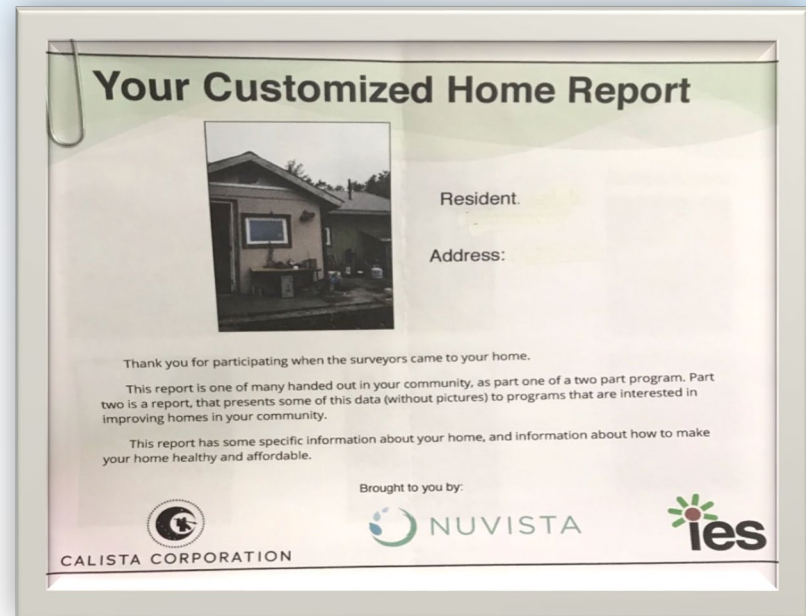 Your Customized Home Report
Resident.
Address:
Thank you for participating when the surveyors came to your home.
This report is one of many handed out in your community, as part one of a two part program. Part
two is a report, that presents some of this data (without pictures) to programs that are interested in
improving homes in your community.
This report has some specific information about your home, and information about how to make
your home healthy and affordable.
Brought to you by:
CALISTA CORPORATION
NUVISTA
ies